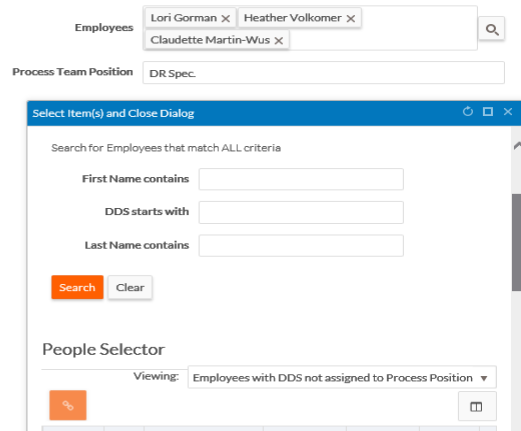 Employees
Lori Gorman × Heather Volkomer ×
Claudette Martin-Wus ×
Process Team Position DR Spec.
Select Item(s) and Close Dialog
Search for Employees that match ALL criteria
First Name contains
DDS starts with
Last Name contains
Search Clear
People Selector
Viewing: Employees with DDS not assigned to Process Position